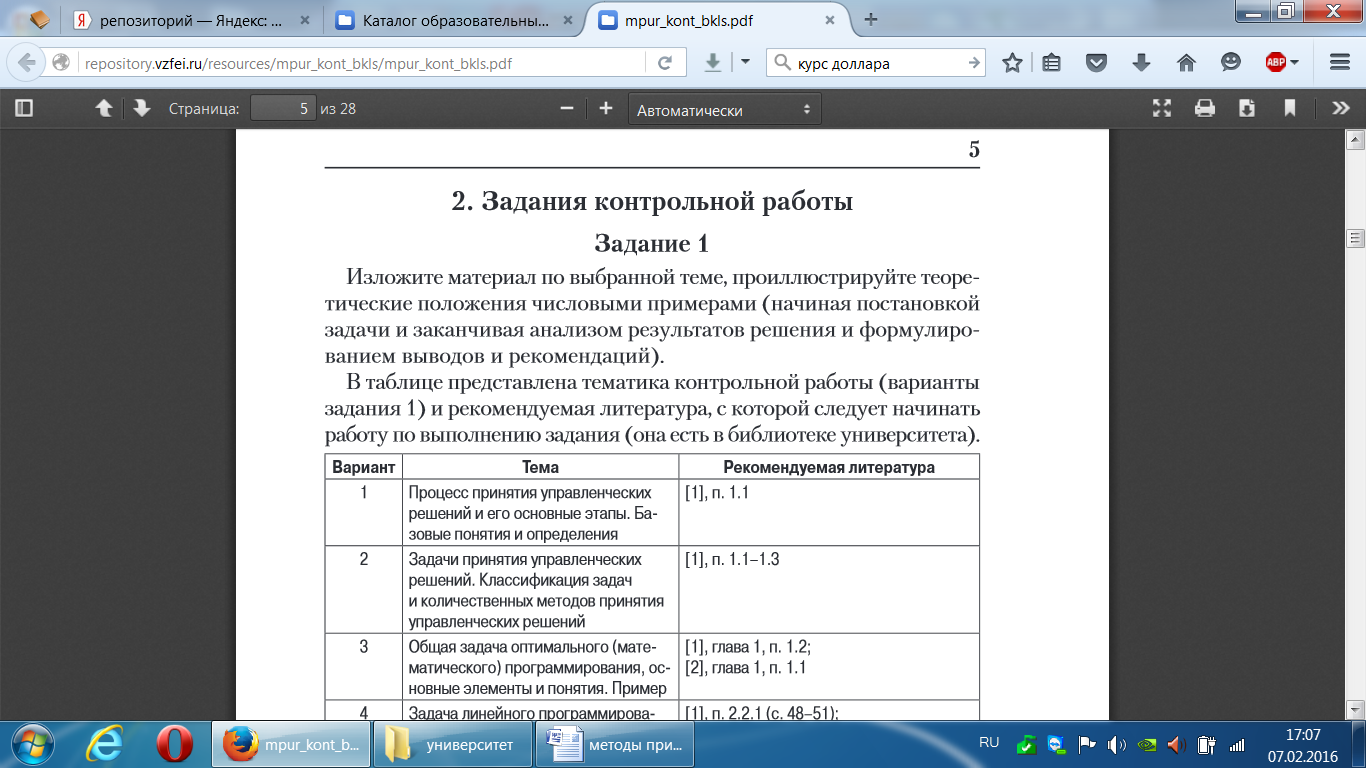 репозиторий — Яндекс: ...
Каталог образовательны...
mpur_kont_bkls.pdf
repository.vzfei.ru/resources/mpur_kont_bkls/mpur_kont_bkls.pdf
курс доллара
ABP
Страница: 5 из 28
Автоматически
5
2. Задания контрольной работы
Задание 1
Изложите материал по выбранной теме, проиллюстрируйте теоре-
тические положения числовыми примерами (начиная постановкой
задачи и заканчивая анализом результатов решения и формулиро-
ванием выводов и рекомендаций).
В таблице представлена тематика контрольной работы (варианты
задания 1) и рекомендуемая литература, с которой следует начинать
работу по выполнению задания (она есть в библиотеке университета).
Вариант Тема Рекомендуемая литература
1 Процесс принятия управленческих [1], п. 1.1
решений и его основные этапы. Ба-
зовые понятия и определения
2 Задачи принятия управленческих [1], п. 1.1–1.3
решений. Классификация задач
и количественных методов принятия
управленческих решений
3 Общая задача оптимального (мате- [1], глава 1, п. 1.2;
матического) программирования, ос- [2], глава 1, п. 1.1
новные элементы и понятия. Пример
4 Задача линейного программирова- [1], п. 2.2.1 (с. 48–51);
mpur_kont_b...
университет
методы при...
RU
17:07
07.02.2016